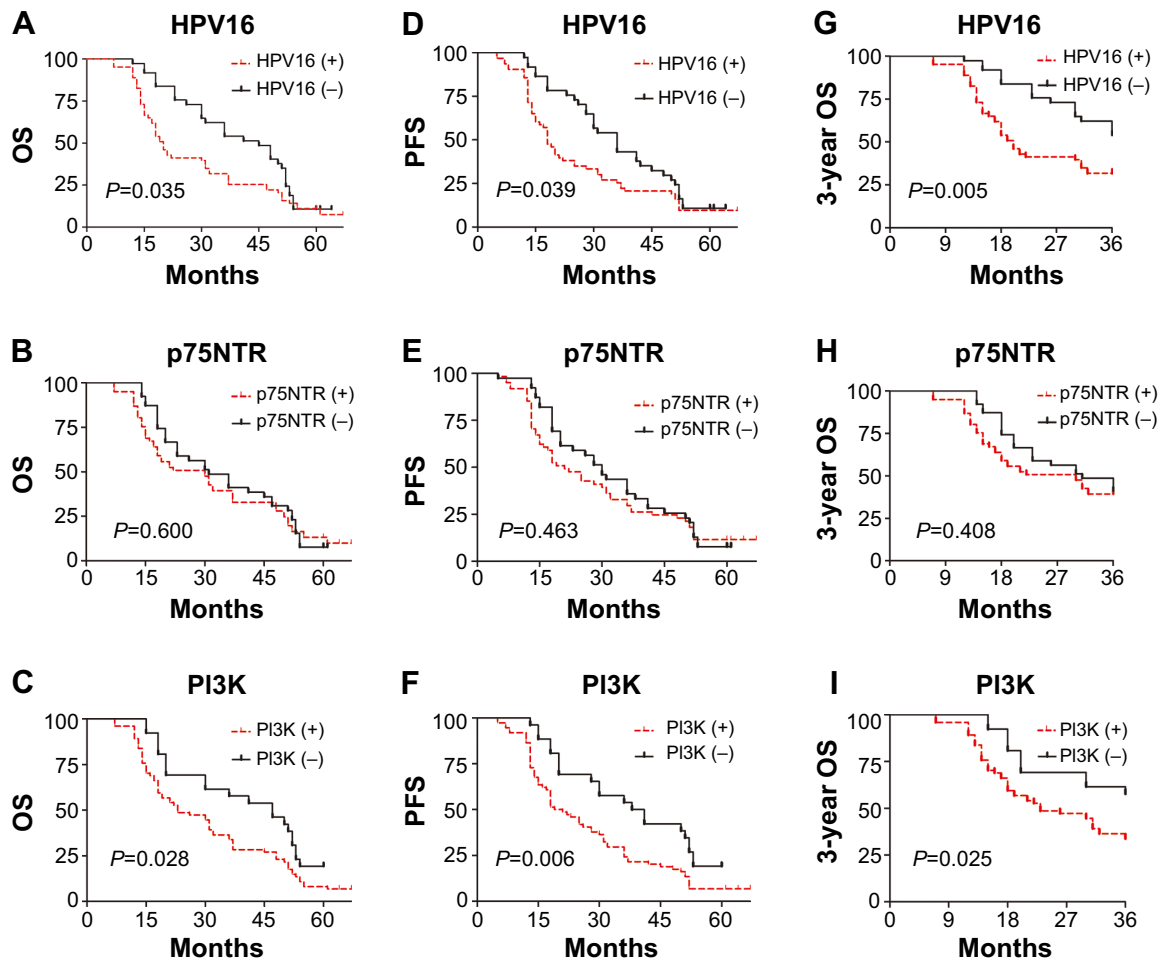 A
HPV16
OS
100
75
50
25
0
HPV16 (+)
HPV16 (–)
P=0.035
0 15 30 45 60
Months
D
HPV16
PFS
100
75
50
25
0
HPV16 (+)
HPV16 (–)
P=0.039
0 15 30 45 60
Months
G
HPV16
3-year OS
100
75
50
25
0
HPV16 (+)
HPV16 (–)
P=0.005
0 9 18 27 36
Months
B
p75NTR
OS
100
75
50
25
0
p75NTR (+)
p75NTR (–)
P=0.600
0 15 30 45 60
Months
E
p75NTR
PFS
100
75
50
25
0
p75NTR (+)
p75NTR (–)
P=0.463
0 15 30 45 60
Months
H
p75NTR
3-year OS
100
75
50
25
0
p75NTR (+)
p75NTR (–)
P=0.408
0 9 18 27 36
Months
C
PI3K
OS
100
75
50
25
0
PI3K (+)
PI3K (–)
P=0.028
0 15 30 45 60
Months
F
PI3K
PFS
100
75
50
25
0
PI3K (+)
PI3K (–)
P=0.006
0 15 30 45 60
Months
I
PI3K
3-year OS
100
75
50
25
0
PI3K (+)
PI3K (–)
P=0.025
0 9 18 27 36
Months